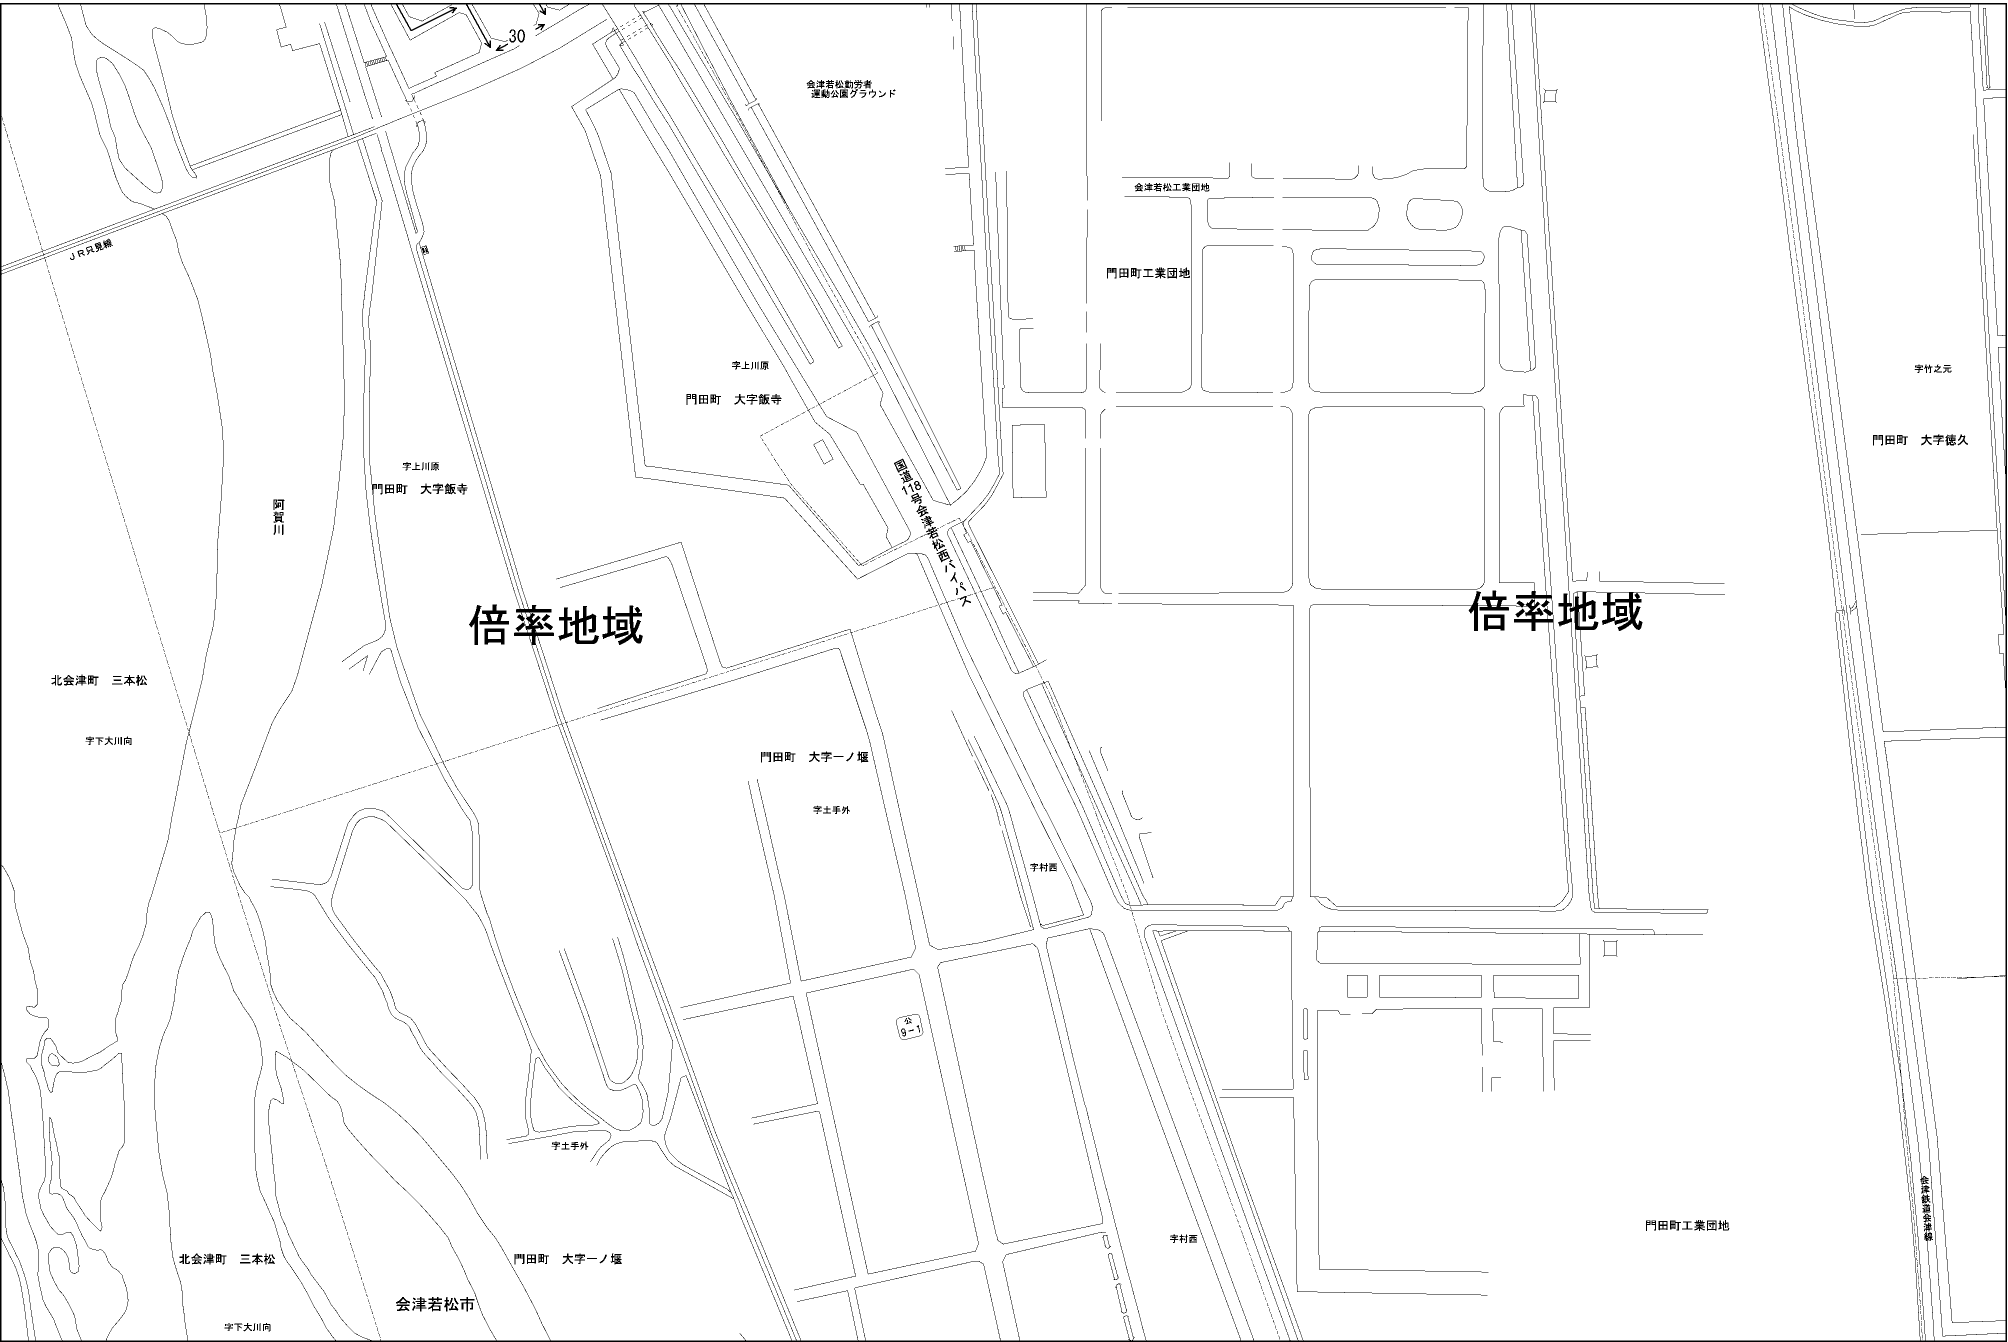 30
会津若松勤労者
運動公園グラウンド
会津若松工業団地
JR只見線
門田町工業団地
字上川原
門田町 大字飯寺
字竹之元
門田町 大字徳久
字上川原
門田町 大字飯寺
阿賀川
国道118号会津若松西バイパス
倍率地域
倍率地域
北会津町 三本松
字下大川向
門田町 大字一ノ堰
字土手外
字村西
公
9-1
字土手外
会津鉄道会津線
門田町工業団地
字村西
北会津町 三本松
門田町 大字一ノ堰
会津若松市
字下大川向